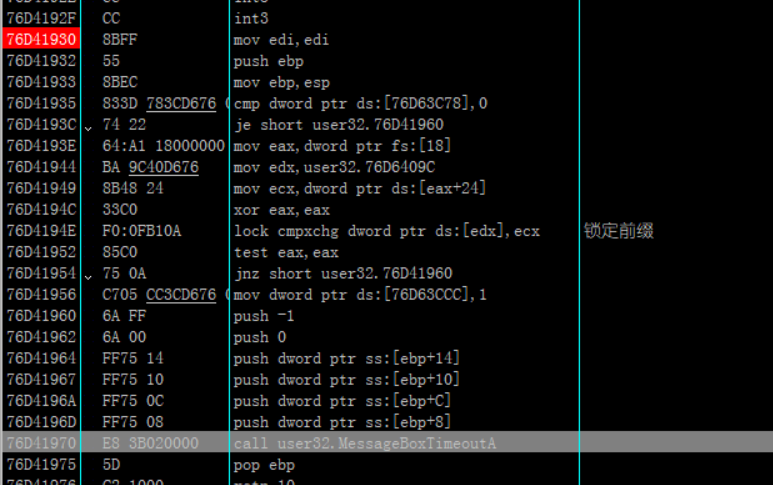 76D4192F CC int3
76D41930 8BFF mov edi,edi
76D41932 55 push ebp
76D41933 8BEC mov ebp,esp
76D41935 833D 783CD676 cmp dword ptr ds:[76D63C78],0
76D4193C 74 22 je short user32.76D41960
76D4193E 64:A1 18000000 mov eax,dword ptr fs:[18]
76D41944 BA 9C40D676 mov edx,user32.76D6409C
76D41949 8B48 24 mov ecx,dword ptr ds:[eax+24]
76D4194C 33C0 xor eax,eax
76D4194E F0:0FB10A lock cmpxchg dword ptr ds:[edx],ecx 锁定前缀
76D41952 85C0 test eax,eax
76D41954 75 0A jnz short user32.76D41960
76D41956 C705 CC3CD676 mov dword ptr ds:[76D63CCC],1
76D41960 6A FF push -1
76D41962 6A 00 push 0
76D41964 FF75 14 push dword ptr ss:[ebp+14]
76D41967 FF75 10 push dword ptr ss:[ebp+10]
76D4196A FF75 0C push dword ptr ss:[ebp+C]
76D4196D FF75 08 push dword ptr ss:[ebp+8]
76D41970 E8 3B020000 call user32.MessageBoxTimeoutA
76D41975 5D pop ebp